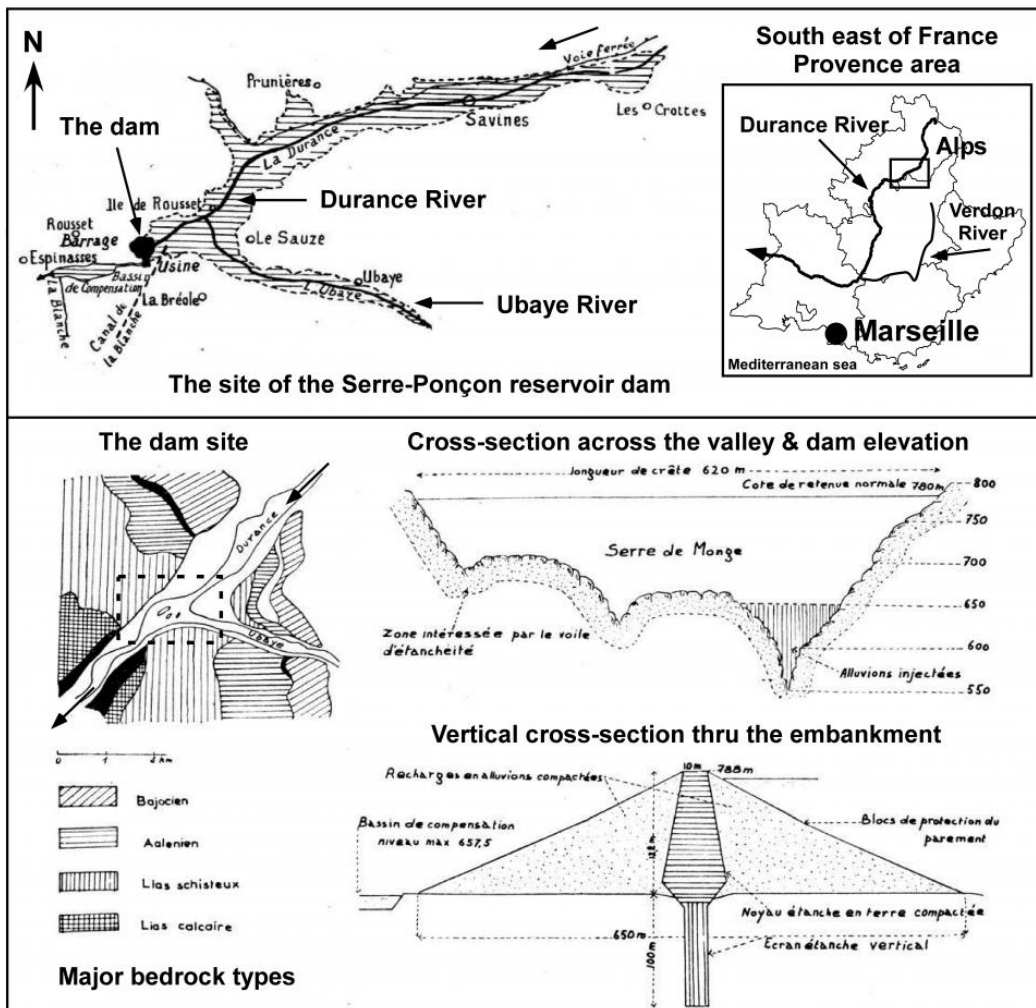 N
The dam
Prunières
Voie ferrée
Savines
Les Crottes
La Durance
Ile de Rousset
Durance River
Rousset
Barrage
Espinasses
Usine
Le Sauze
Bassin
de Compensation
La Blanche
Canal de
la Blanche
La Bréole
Ubaye
L'Ubaye
Ubaye River
The site of the Serre-Ponçon reservoir dam
South east of France
Provence area
Durance River
Alps
Verdon
River
Marseille
Mediterranean sea
The dam site
Durance
Ubaye
0 1 2 km
Bajocien
Aalenien
Lias schisteux
Lias calcaire
Major bedrock types
Cross-section across the valley & dam elevation
longueur de crête 620 m
Cote de retenue normale 780m
800
750
700
650
600
550
Serre de Monge
Zone intéressée par le voile
d'étanchéité
Alluvions injectées
Vertical cross-section thru the embankment
10m
788m
Recharges en alluvions compactées
Bassin de compensation
niveau max 657,5
Blocs de protection du
parement
122m
Noyau étanche en terre compactée
650m
Ecran étanche vertical
100m